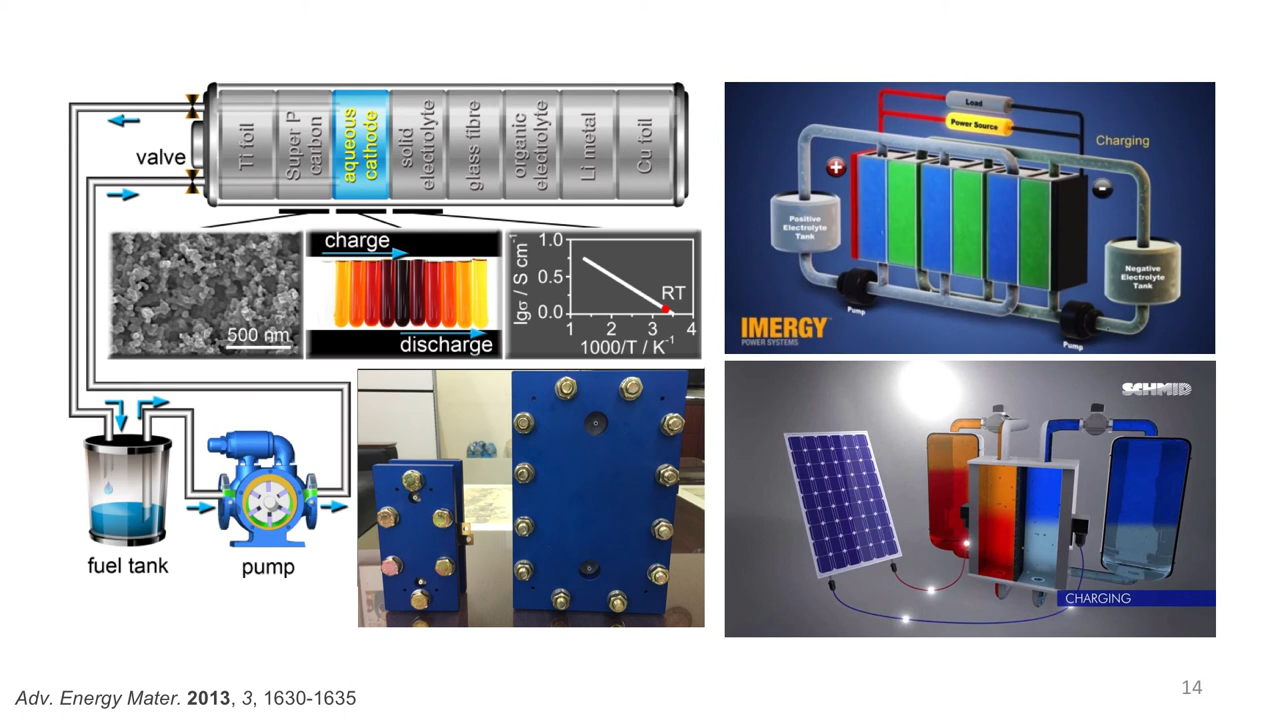 valve
Ti foil
Super P
carbon
aqueous
cathode
solid
electrolyte
glass fibre
organic
electrolyte
Li metal
Cu foil
500 nm
charge
discharge
lgσ / S cm⁻¹
1.0
0.5
0.0
RT
1 2 3 4
1000/T / K⁻¹
fuel tank
pump
Load
Power Source
Charging
+
-
Positive
Electrolyte
Tank
Negative
Electrolyte
Tank
Pump
Pump
IMERGY™
POWER SYSTEMS
SCHMID
CHARGING
Adv. Energy Mater. 2013, 3, 1630-1635
14